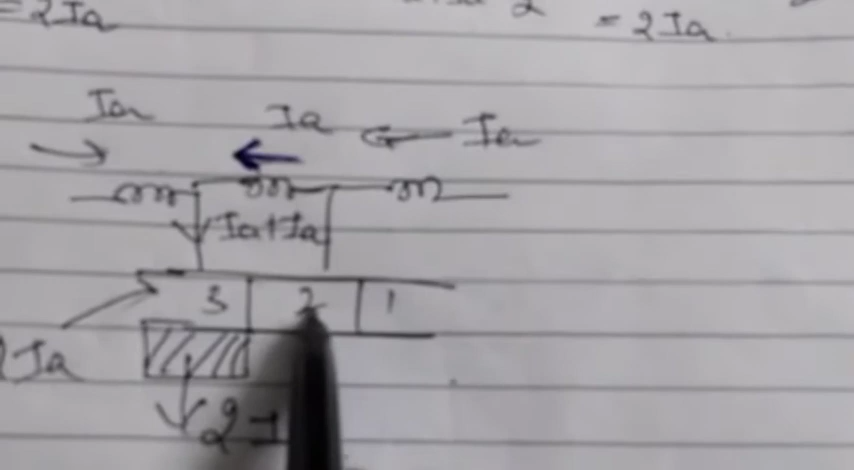 = 2Ia
= 2Ia.
Ia Ia Ia
Ia+Ia
3 2 1
2Ia
2I